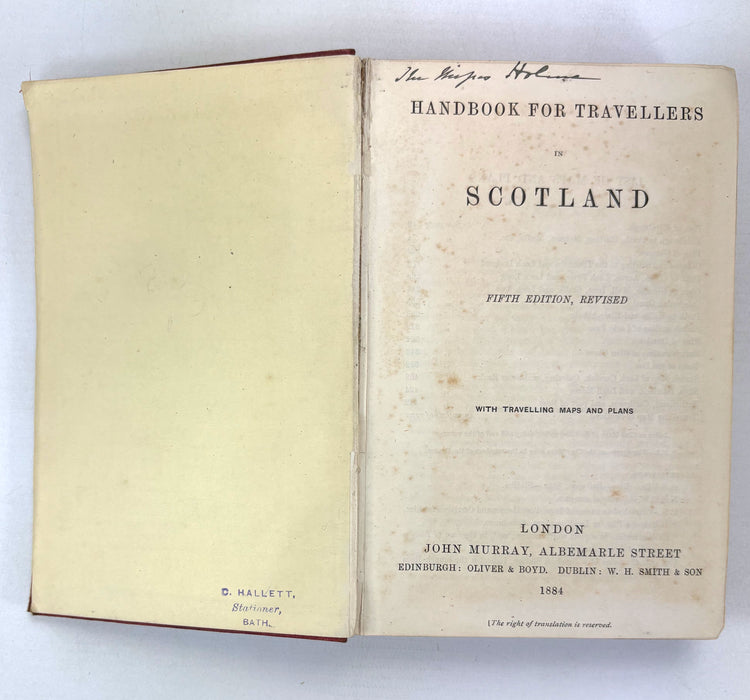 C. HALLETT,
Stationer,
BATH.
The Misses Holme
HANDBOOK FOR TRAVELLERS
IN
SCOTLAND
FIFTH EDITION, REVISED
WITH TRAVELLING MAPS AND PLANS
LONDON
JOHN MURRAY, ALBEMARLE STREET
EDINBURGH: OLIVER & BOYD. DUBLIN: W. H. SMITH & SON
1884
[The right of translation is reserved.